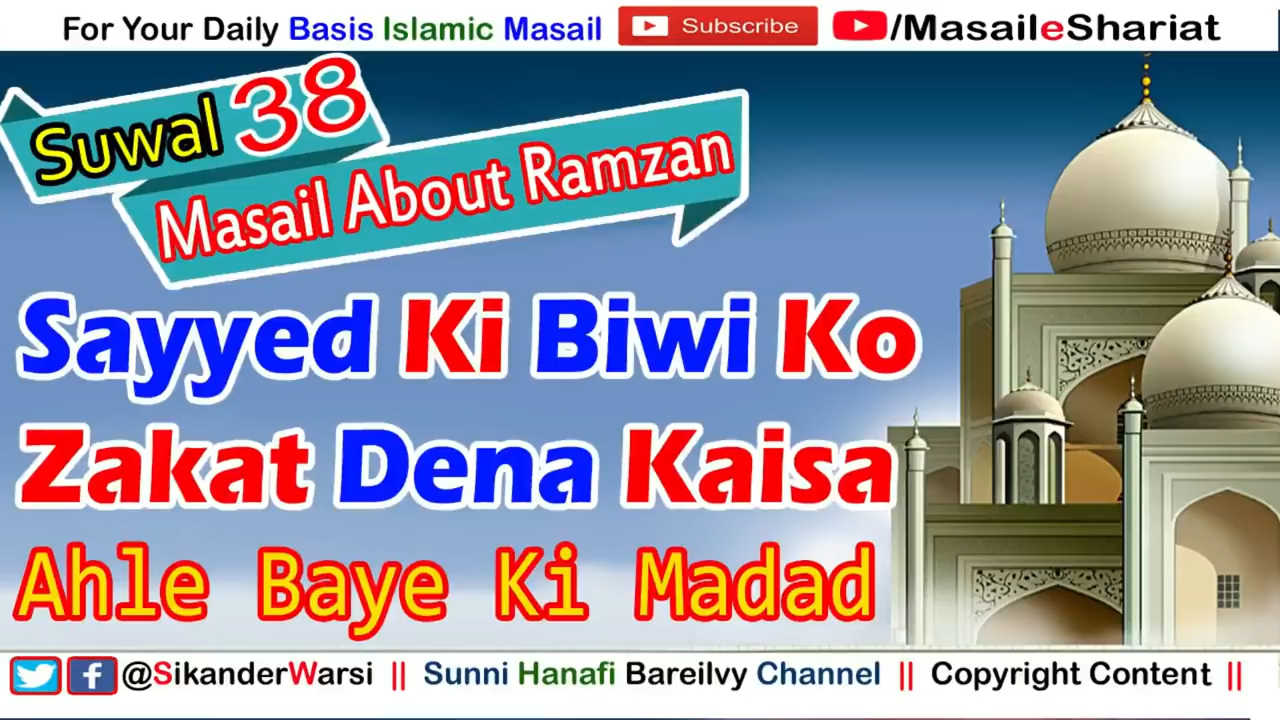 For Your Daily Basis Islamic Masail Subscribe /MasaileShariat
Suwal 38
Masail About Ramzan
Sayyed Ki Biwi Ko
Zakat Dena Kaisa
Ahle Baye Ki Madad
@SikanderWarsi || Sunni Hanafi Bareilvy Channel || Copyright Content ||